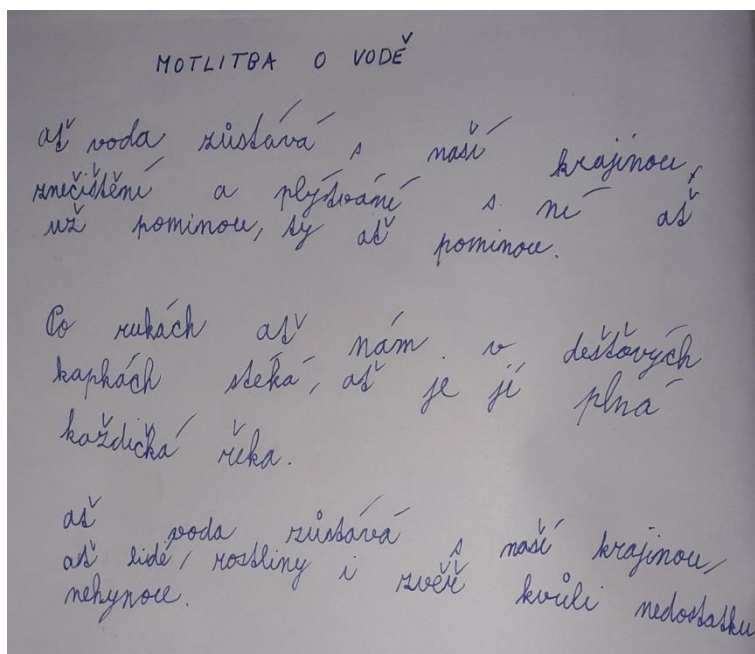 MOTLITBA O VODĚ
ať voda zůstává s naší krajinou,
znečištění a plýtvání s ní ať
už pominou, ty ať pominou.
Po rukách ať nám v dešťových
kapkách stéká, ať je jí plná
každičká řeka.
ať voda zůstává s naší krajinou,
ať lidé, rostliny i zvěř kvůli nedostatku
nehynou.